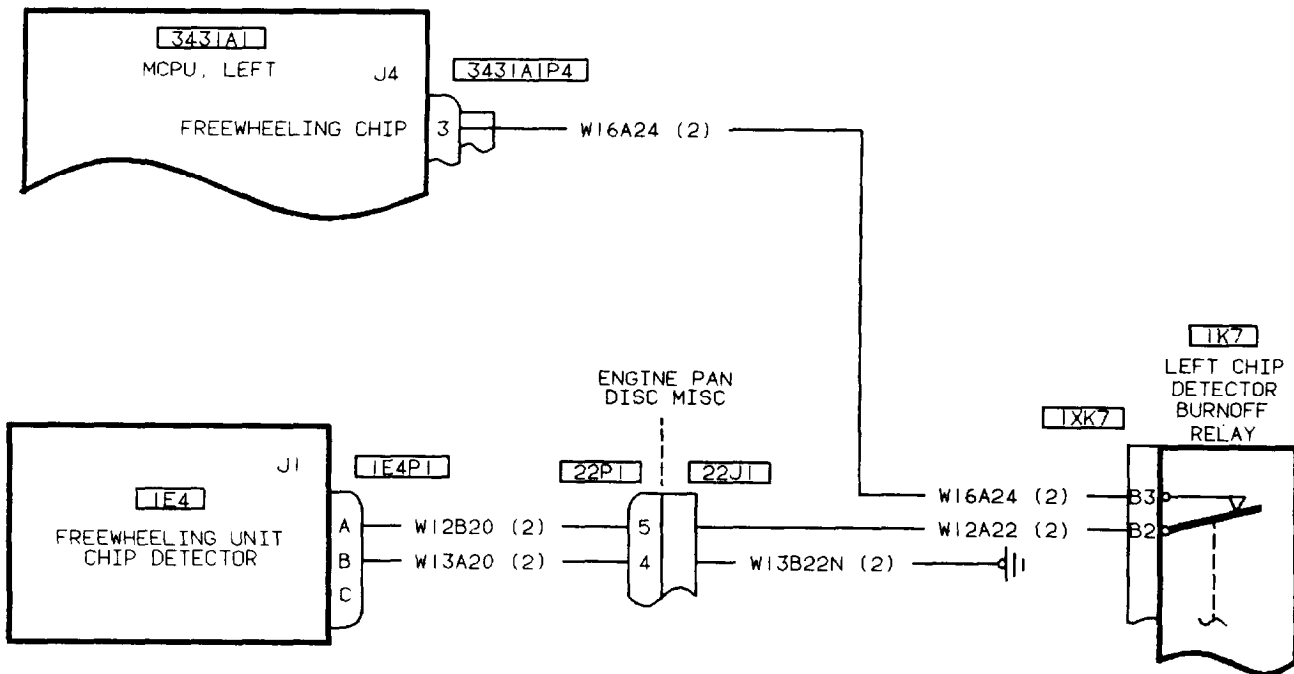 3431A1
MCPU, LEFT
J4
3431A1P4
FREEWHEELING CHIP
3
W16A24 (2)
1K7
LEFT CHIP
DETECTOR
BURNOFF
RELAY
ENGINE PAN
DISC MISC
1XK7
J1
1E4P1
22P1
22J1
1E4
FREEWHEELING UNIT
CHIP DETECTOR
W16A24 (2)
B3
A
W12B20 (2)
5
W12A22 (2)
B2
B
W13A20 (2)
4
W13B22N (2)
C